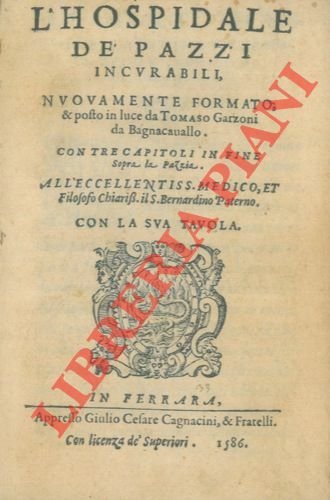 L'HOSPIDALE
DE' PAZZI
INCVRABILI,
NVOVAMENTE FORMATO;
& posto in luce da TOMASO Garzoni
da Bagnacauallo.
CON TRE CAPITOLI IN FINE
Sopra la Pazzia.
ALL'ECCELLENTISS. MEDICO, ET
Filosofo Chiariß. il S. Bernardino Paterno.
CON LA SVA TAVOLA.
IN FERRARA,
Appresso Giulio Cesare Cagnacini, & Fratelli.
Con licenza de' Superiori. 1586.
LIBRERIA PIANI